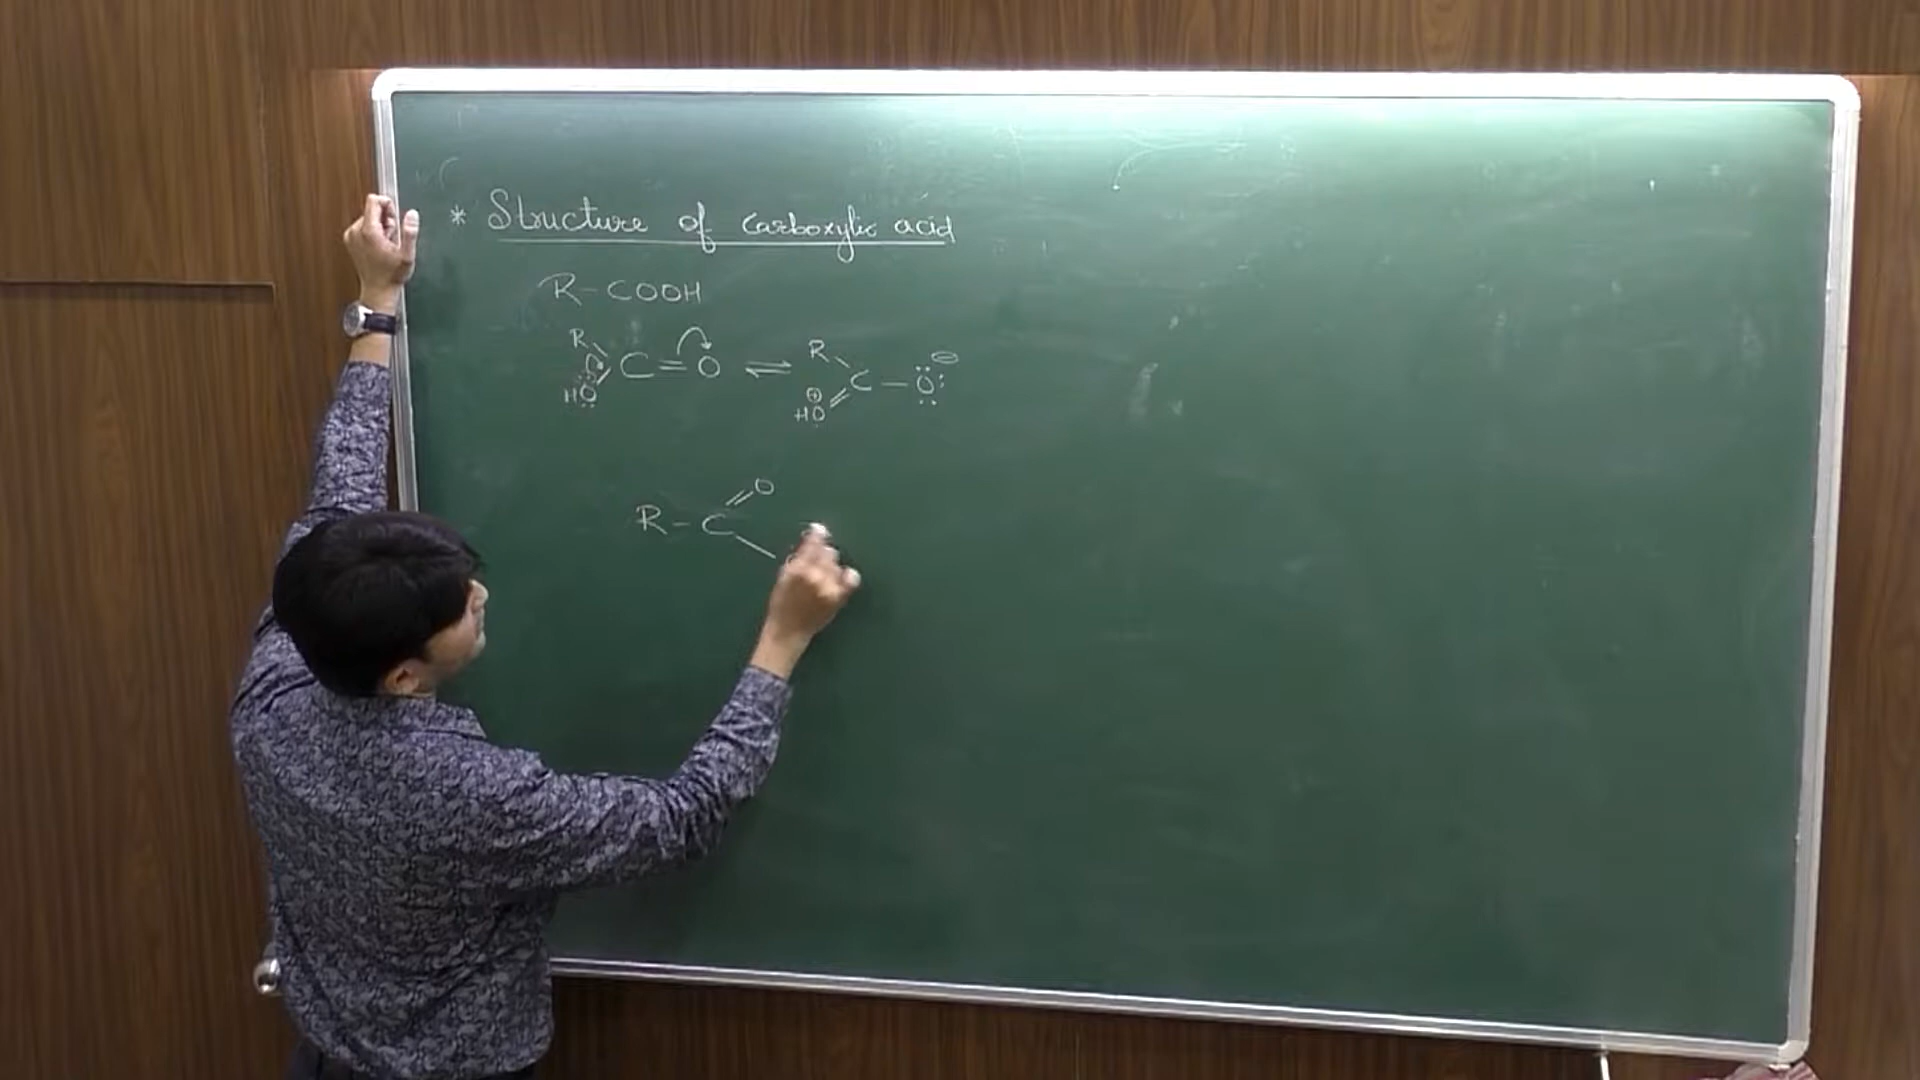 * Structure of carboxylic acid
R-COOH
R HO C=O ⇌ R HO ⊕ C-O ⊖
R-C=O